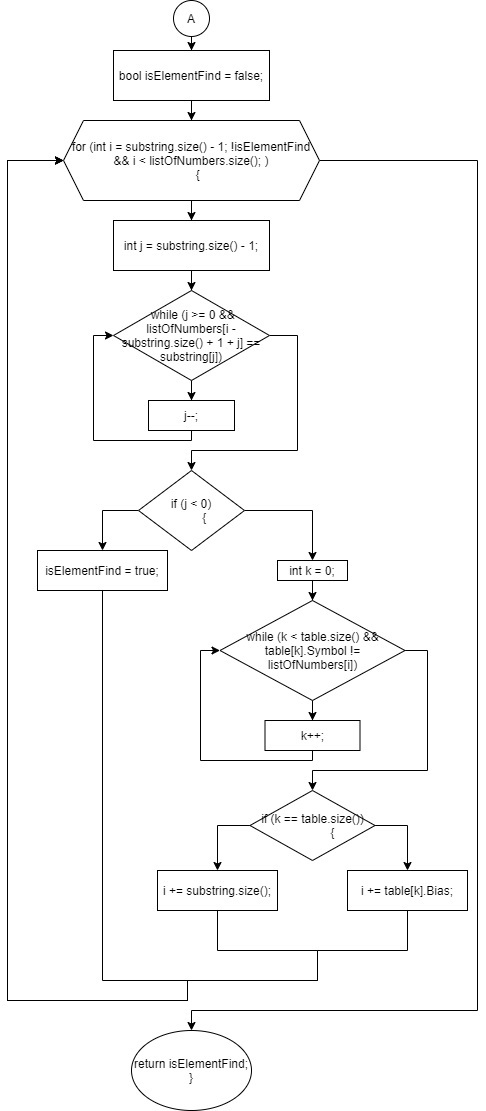 A
bool isElementFind = false;
for (int i = substring.size() - 1; !isElementFind
&& i < listOfNumbers.size(); )
{
int j = substring.size() - 1;
while (j >= 0 &&
listOfNumbers[i -
substring.size() + 1 + j] ==
substring[j])
j--;
if (j < 0)
{
isElementFind = true;
int k = 0;
while (k < table.size() &&
table[k].Symbol !=
listOfNumbers[i])
k++;
if (k == table.size())
{
i += substring.size();
i += table[k].Bias;
return isElementFind;
}